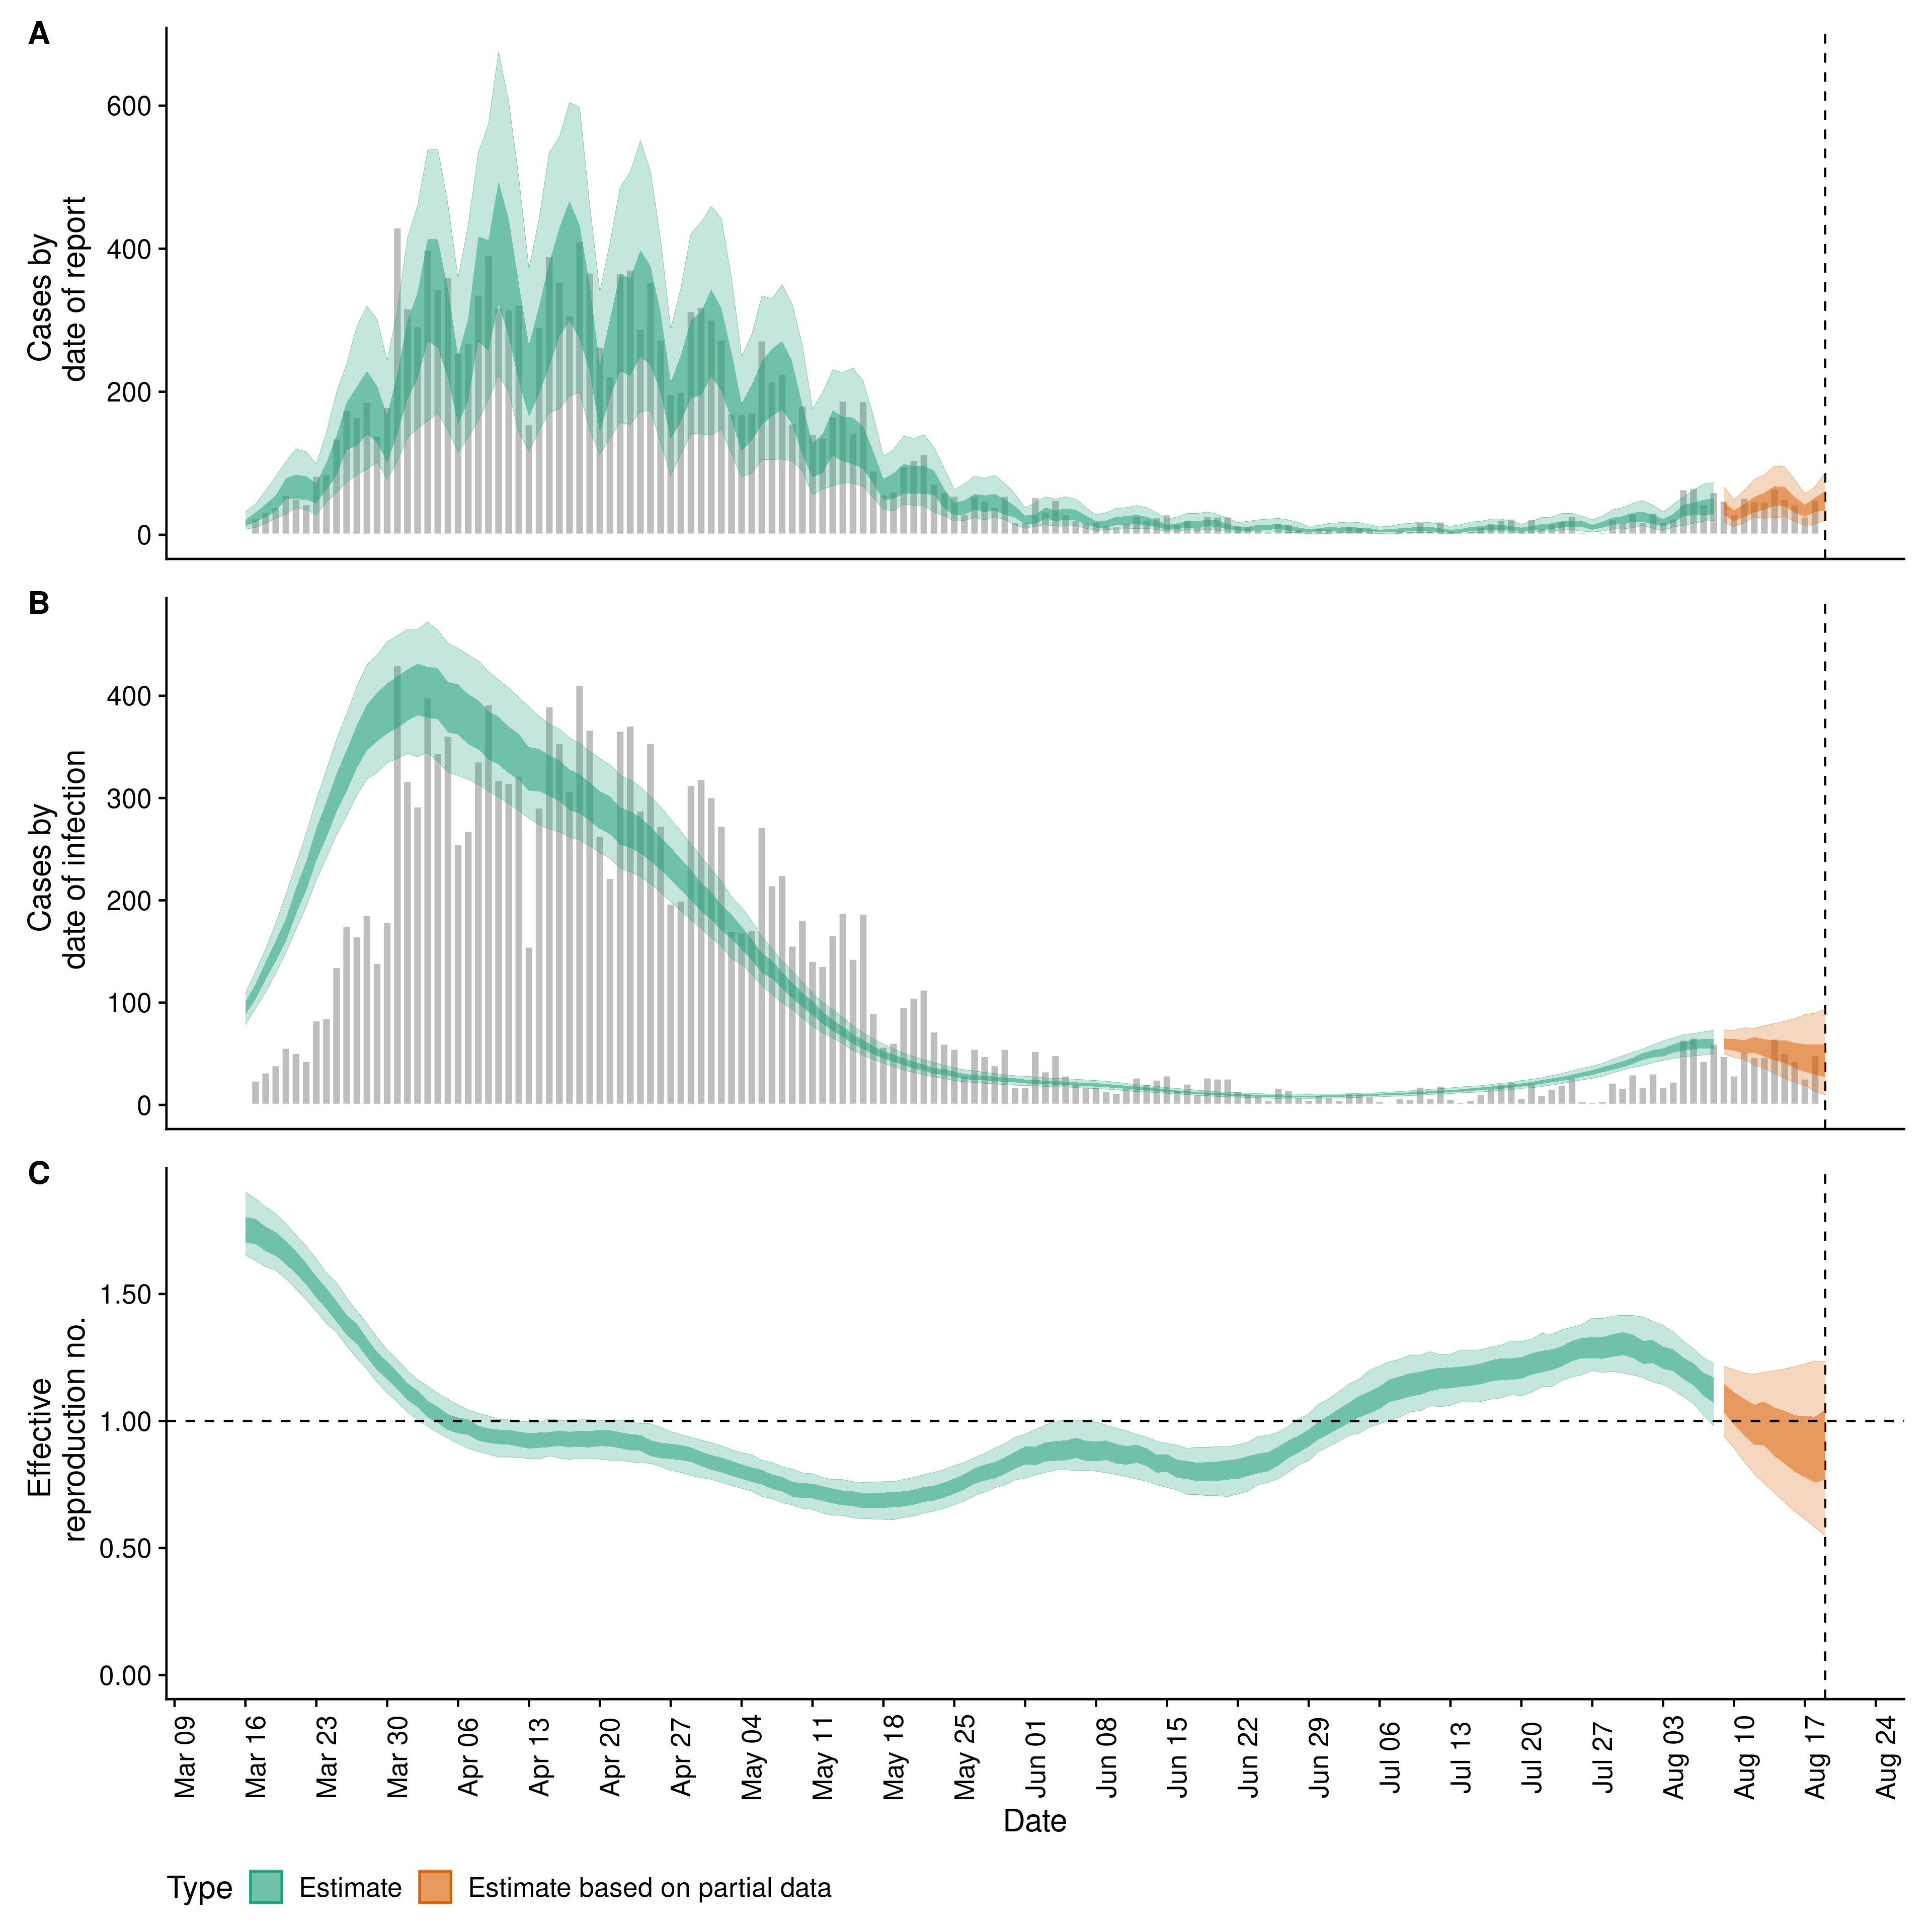 A
Cases by
date of report
600
400
200
0
B
Cases by
date of infection
400
300
200
100
0
C
Effective
reproduction no.
1.50
1.00
0.50
0.00
Mar 09
Mar 16
Mar 23
Mar 30
Apr 06
Apr 13
Apr 20
Apr 27
May 04
May 11
May 18
May 25
Jun 01
Jun 08
Jun 15
Jun 22
Jun 29
Jul 06
Jul 13
Jul 20
Jul 27
Aug 03
Aug 10
Aug 17
Aug 24
Date
Type Estimate Estimate based on partial data